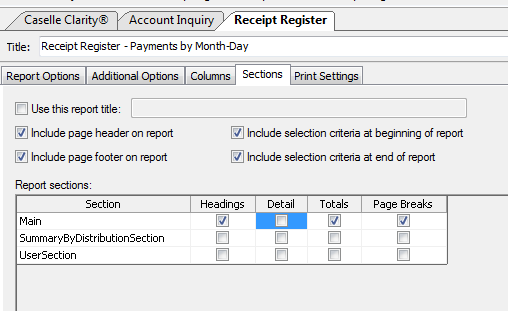 Caselle Clarity® Account Inquiry Receipt Register
Title: Receipt Register - Payments by Month-Day
Report Options Additional Options Columns Sections Print Settings
Use this report title:
Include page header on report Include selection criteria at beginning of report
Include page footer on report Include selection criteria at end of report
Report sections:
Section Headings Detail Totals Page Breaks
Main
SummaryByDistributionSection
UserSection